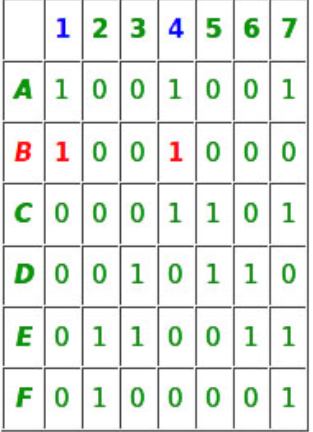 1 2 3 4 5 6 7
A 1 0 0 1 0 0 1
B 1 0 0 1 0 0 0
C 0 0 0 1 1 0 1
D 0 0 1 0 1 1 0
E 0 1 1 0 0 1 1
F 0 1 0 0 0 0 1